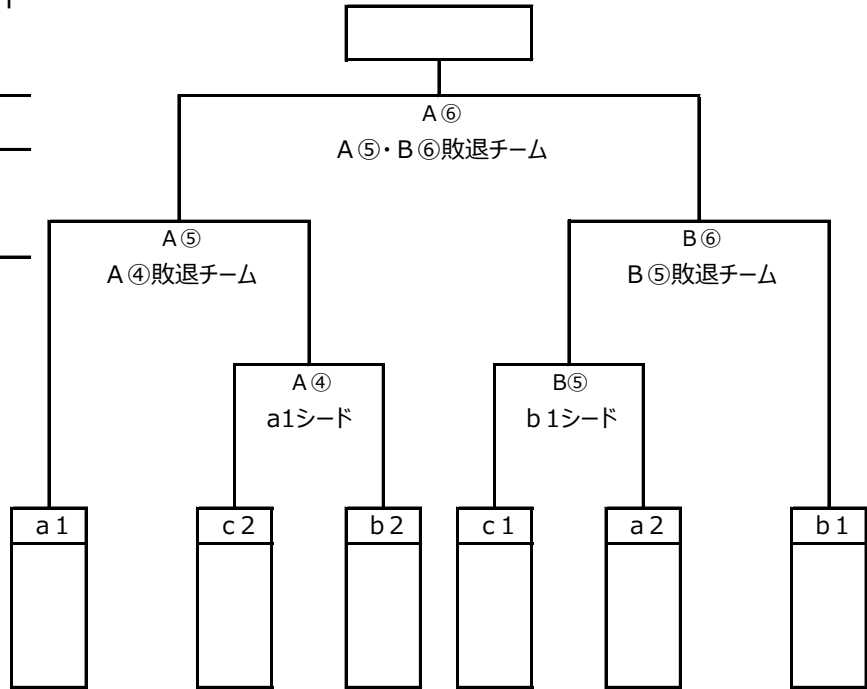 A⑥
A⑤・B⑥敗退チーム
A⑤
B⑥
A④敗退チーム
B⑤敗退チーム
A④
B⑤
a1シード
b1シード
a1
c2
b2
c1
a2
b1